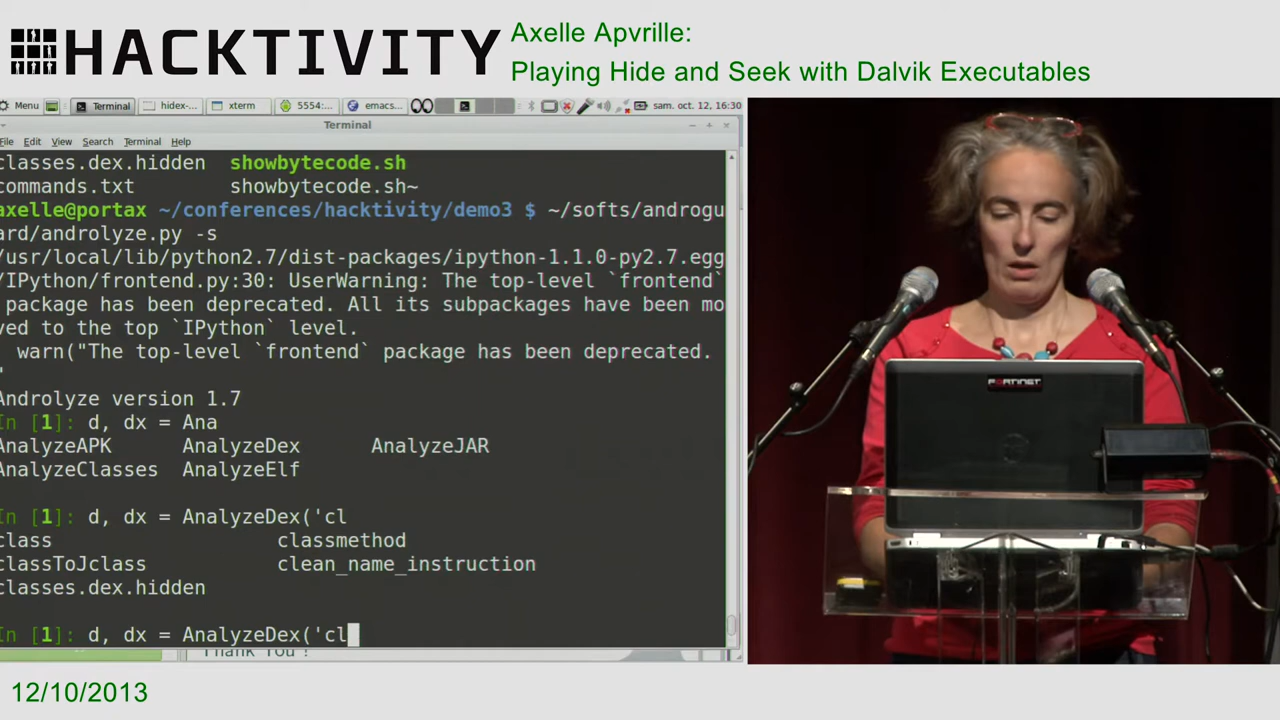 HACKTIVITY
Axelle Apvrille:
Playing Hide and Seek with Dalvik Executables
Menu Terminal hidex-... xterm 5554:... emacs... sam. oct. 12, 16:30
Terminal
File Edit View Search Terminal Help
classes.dex.hidden showbytecode.sh
commands.txt showbytecode.sh~
axelle@portax ~/conferences/hacktivity/demo3 $ ~/softs/androgu
ard/androlyze.py -s
/usr/local/lib/python2.7/dist-packages/ipython-1.1.0-py2.7.egg
/IPython/frontend.py:30: UserWarning: The top-level `frontend`
package has been deprecated. All its subpackages have been mo
ved to the top `IPython` level.
warn("The top-level `frontend` package has been deprecated.
"
Androlyze version 1.7
In [1]: d, dx = Ana
AnalyzeAPK AnalyzeDex AnalyzeJAR
AnalyzeClasses AnalyzeElf
In [1]: d, dx = AnalyzeDex('cl
class classmethod
classToJclass clean_name_instruction
classes.dex.hidden
In [1]: d, dx = AnalyzeDex('cl
Thank You !
FORTINET
12/10/2013